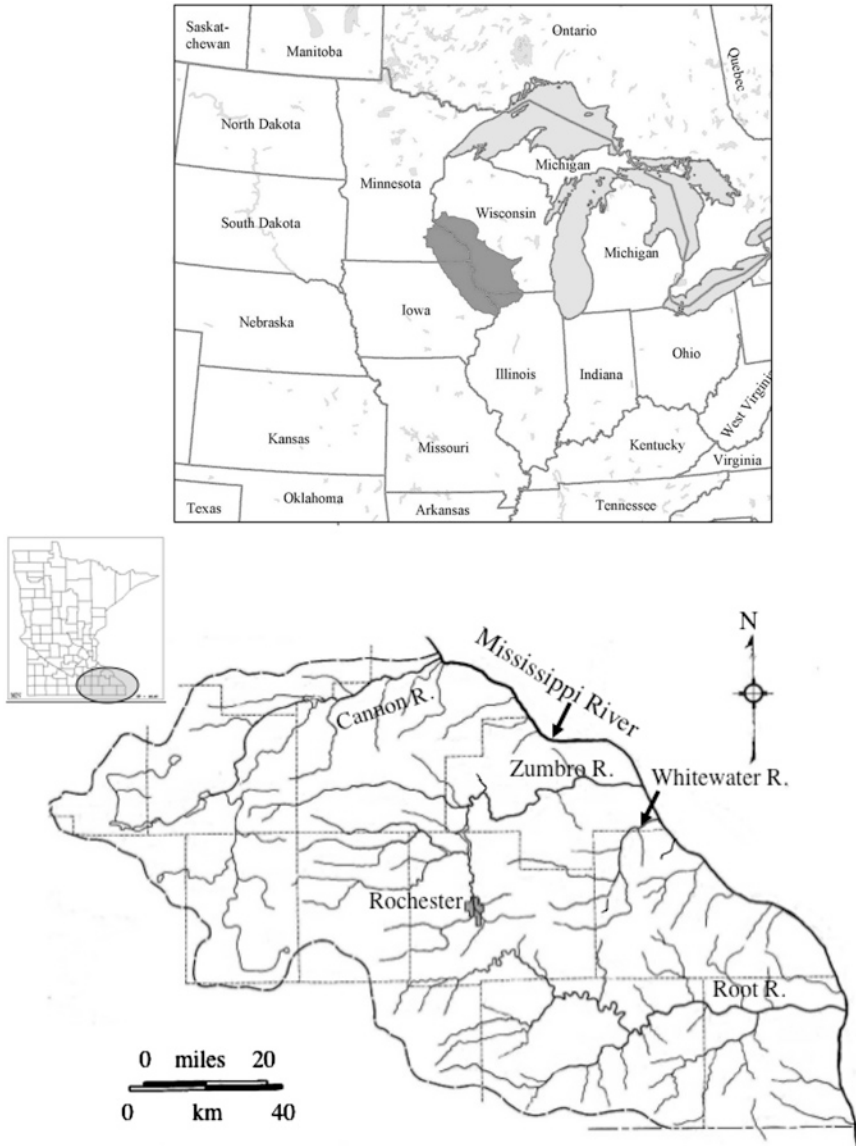 Saskat-
chewan
Manitoba
Ontario
Quebec
North Dakota
Minnesota
Michigan
Wisconsin
South Dakota
Michigan
Iowa
Nebraska
Illinois
Indiana
Ohio
West Virginia
Kansas
Missouri
Kentucky
Virginia
Texas
Oklahoma
Arkansas
Tennessee
N
Mississippi River
Cannon R.
Zumbro R.
Whitewater R.
Rochester
Root R.
0 miles 20
0 km 40